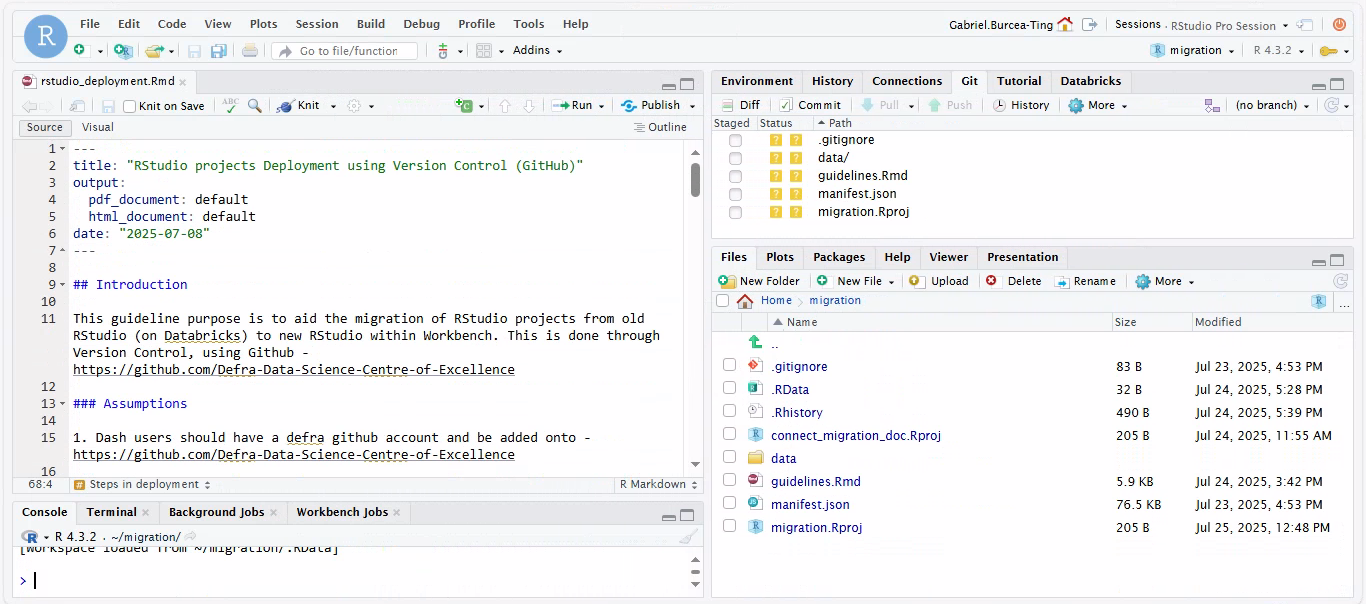 R
File Edit Code View Plots Session Build Debug Profile Tools Help
Gabriel.Burcea-Ting Sessions RStudio Pro Session
Go to file/function Addins
migration R 4.3.2
rstudio_deployment.Rmd
Knit on Save ABC Knit Run Publish
Source Visual Outline
1 ---
2 title: "RStudio projects Deployment using Version Control (GitHub)"
3 output:
4 pdf_document: default
5 html_document: default
6 date: "2025-07-08"
7 ---
8
9 ## Introduction
10
11 This guideline purpose is to aid the migration of RStudio projects from old
RStudio (on Databricks) to new RStudio within Workbench. This is done through
Version Control, using Github -
https://github.com/Defra-Data-Science-Centre-of-Excellence
12
13 ### Assumptions
14
15 1. Dash users should have a defra github account and be added onto -
https://github.com/Defra-Data-Science-Centre-of-Excellence
16
68:4 # Steps in deployment R Markdown
Console Terminal Background Jobs Workbench Jobs
R R 4.3.2 . ~/migration/
[Workspace loaded from ~/migration/.RData]
>
Environment History Connections Git Tutorial Databricks
Diff Commit Pull Push History More (no branch)
Staged Status Path
? ? .gitignore
? ? data/
? ? guidelines.Rmd
? ? manifest.json
? ? migration.Rproj
Files Plots Packages Help Viewer Presentation
New Folder New File Upload Delete Rename More
Home migration ...
Name Size Modified
..
.gitignore 83 B Jul 23, 2025, 4:53 PM
.RData 32 B Jul 24, 2025, 5:28 PM
.Rhistory 490 B Jul 24, 2025, 5:39 PM
connect_migration_doc.Rproj 205 B Jul 24, 2025, 11:55 AM
data
guidelines.Rmd 5.9 KB Jul 24, 2025, 3:42 PM
manifest.json 76.5 KB Jul 23, 2025, 4:53 PM
migration.Rproj 205 B Jul 25, 2025, 12:48 PM